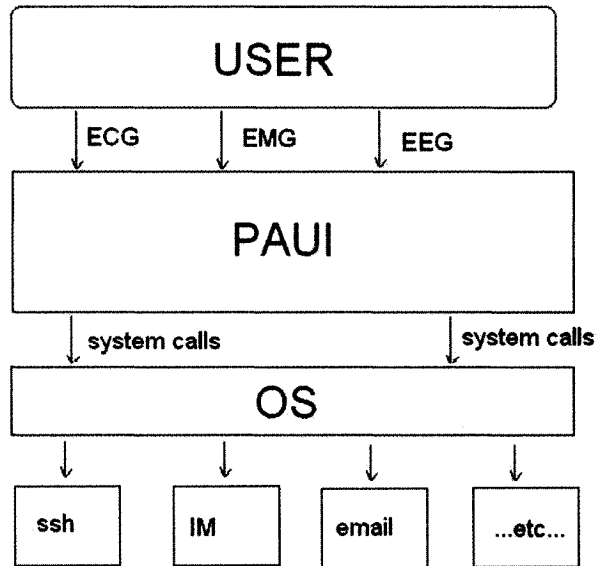 USER
ECG EMG EEG
PAUI
system calls system calls
OS
ssh IM email ...etc...